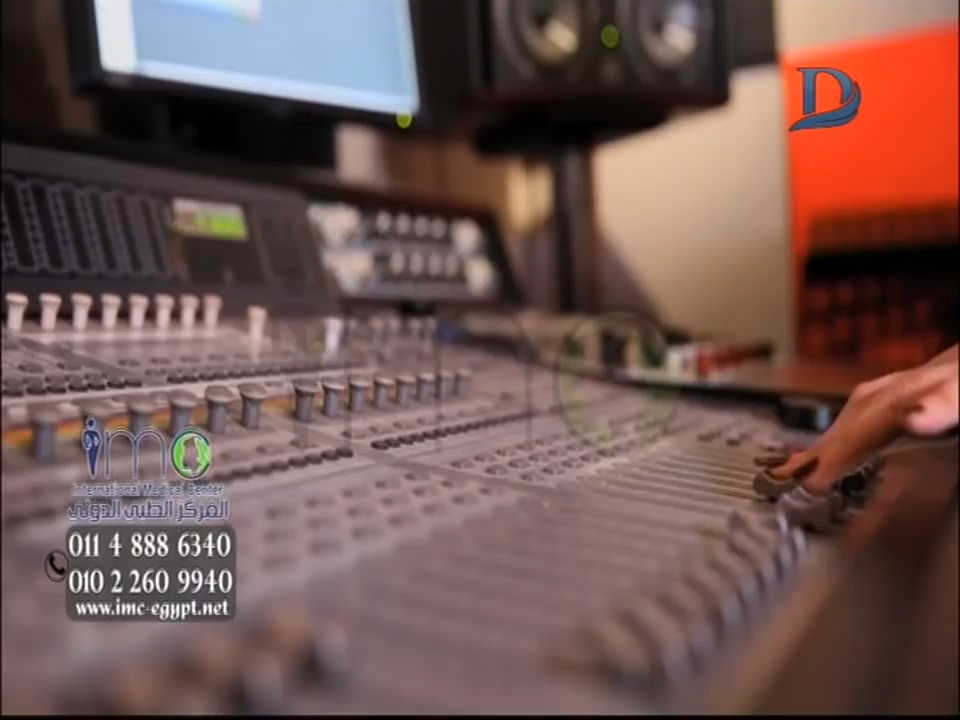 D
imc
International Medical Center
المركز الطبي الدولي
011 4 888 6340
010 2 260 9940
www.imc-egypt.net